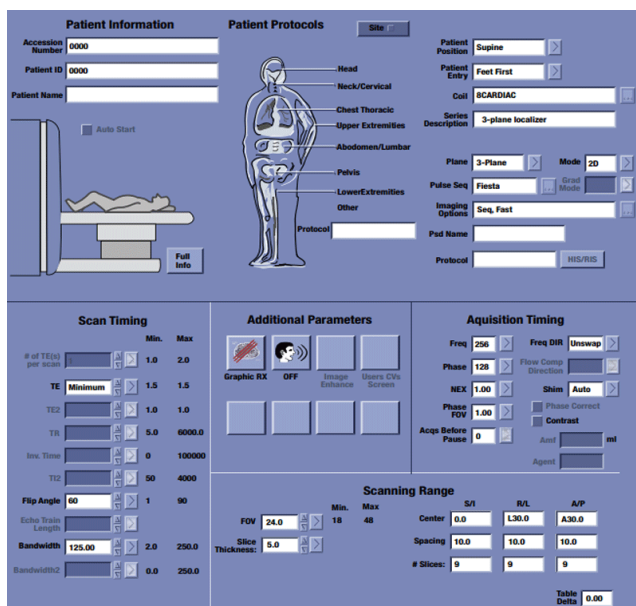 Patient Information
Accession
Number 0000
Patient ID 0000
Patient Name
Auto Start
Full
Info
Patient Protocols
Site
Head
Neck/Cervical
Chest Thoracic
Upper Extremities
Abodomen/Lumbar
Pelvis
LowerExtremities
Other
Protocol
Patient
Position Supine
Patient
Entry Feet First
Coil 8CARDIAC ...
Series
Description 3-plane localizer
Plane 3-Plane Mode 2D
Pulse Seq Fiesta ... Grad
Mode
Imaging
Options Seq, Fast ...
Psd Name
Protocol HIS/RIS
Scan Timing
Min. Max
# of TE(s)
per scan 1.0 2.0
TE Minimum 1.5 1.5
TE2 1.0 1.0
TR 5.0 6000.0
Inv. Time 0 100000
TI2 50 4000
Flip Angle 60 1 90
Echo Train
Length
Bandwidth 125.00 2.0 250.0
Bandwidth2 0.0 250.0
Additional Parameters
Graphic RX OFF Image
Enhance Users CVs
Screen
Aquisition Timing
Freq 256 Freq DIR Unswap
Phase 128 Flow Comp
Direction
NEX 1.00 Shim Auto
Phase
FOV 1.00 Phase Correct
Contrast
Acqs Before
Pause 0 Amf ml
Agent
Scanning Range
Min. Max
FOV 24.0 18 48
Slice
Thickness: 5.0
S/I R/L A/P
Center 0.0 L30.0 A30.0
Spacing 10.0 10.0 10.0
# Slices: 9 9 9
Table
Delta 0.00